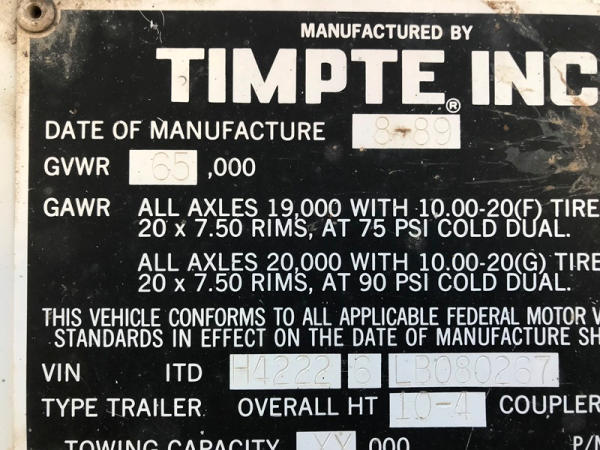 MANUFACTURED BY
TIMPTE® INC
DATE OF MANUFACTURE 8-89
GVWR 65,000
GAWR ALL AXLES 19,000 WITH 10.00-20(F) TIRE
20 x 7.50 RIMS, AT 75 PSI COLD DUAL.
ALL AXLES 20,000 WITH 10.00-20(G) TIRE
20 x 7.50 RIMS, AT 90 PSI COLD DUAL.
THIS VEHICLE CONFORMS TO ALL APPLICABLE FEDERAL MOTOR V
STANDARDS IN EFFECT ON THE DATE OF MANUFACTURE SH
VIN ITD H4222 6 LB080267
TYPE TRAILER OVERALL HT 10-4 COUPLER
TOWING CAPACITY XX 000 P/N